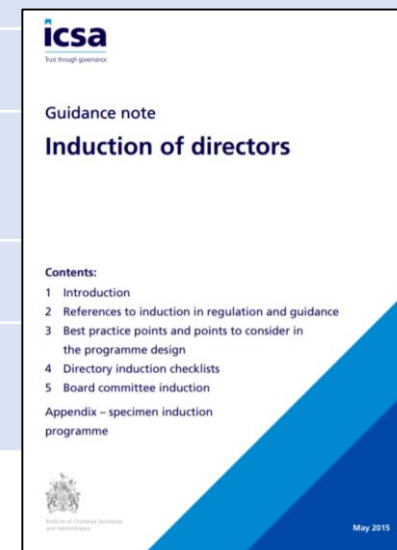 icsa
Trust through governance
Guidance note
Induction of directors
Contents:
1 Introduction
2 References to induction in regulation and guidance
3 Best practice points and points to consider in
the programme design
4 Directory induction checklists
5 Board committee induction
Appendix – specimen induction
programme
Institute of Chartered Secretaries
and Administrators
May 2015